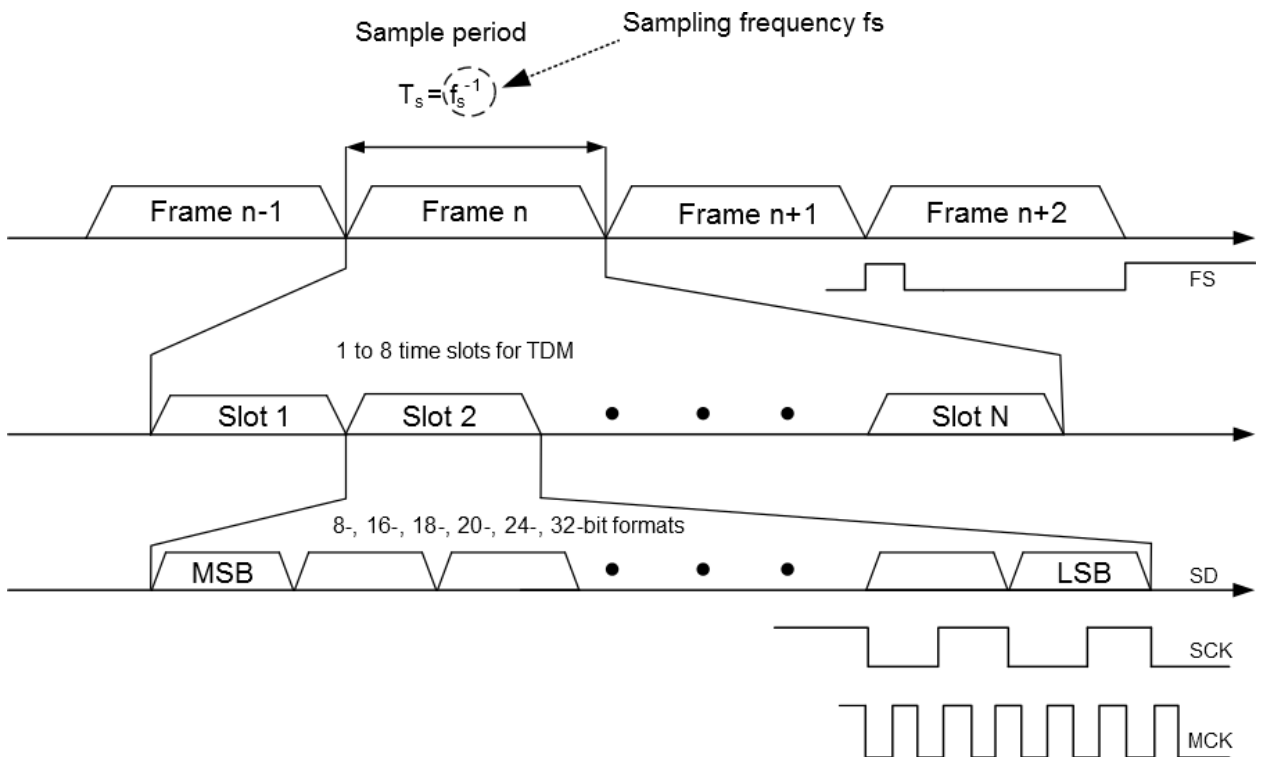 Sample period
Sampling frequency fs
Tₛ = fₛ⁻¹
Frame n-1
Frame n
Frame n+1
Frame n+2
FS
1 to 8 time slots for TDM
Slot 1
Slot 2
Slot N
8-, 16-, 18-, 20-, 24-, 32-bit formats
MSB
LSB
SD
SCK
MCK